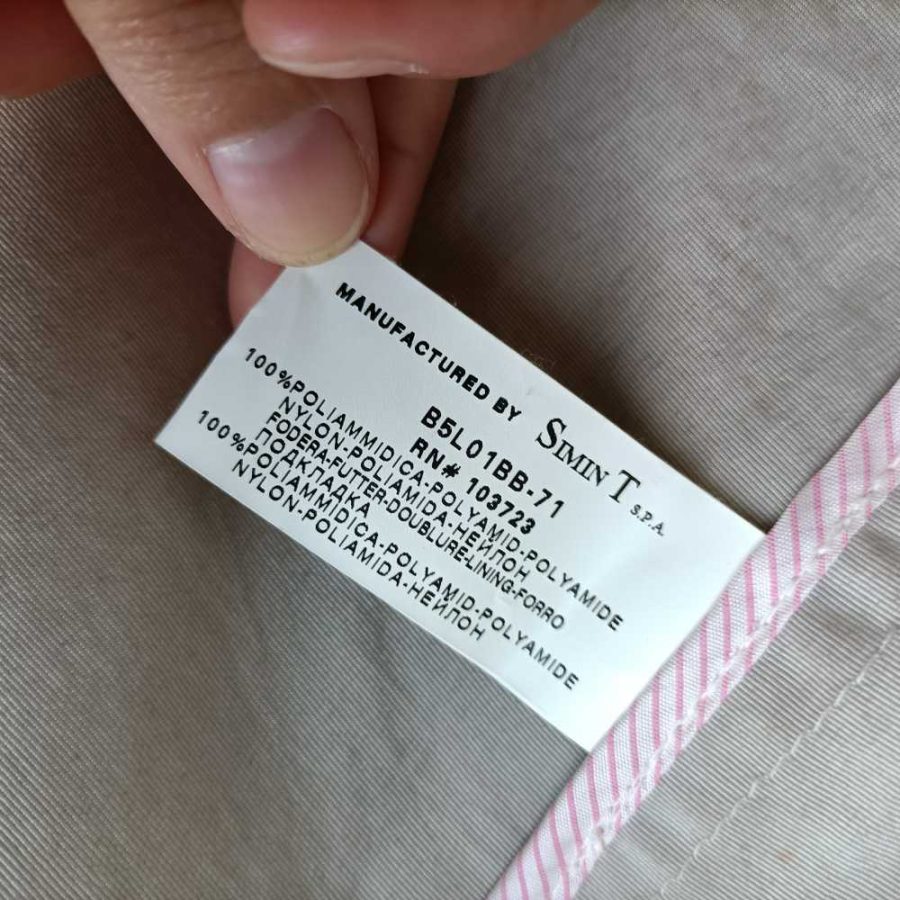 MANUFACTURED BY SIMIN T S.P.A.
B5L01BB-71
RN# 103723
100%POLIAMMIDICA-POLYAMID-POLYAMIDE
NYLON-POLIAMIDA-НЕЙЛОН
FODERA-FUTTER-DOUBLURE-LINING-FORRO
ПОДКЛАДКА
100%POLIAMMIDICA-POLYAMID-POLYAMIDE
NYLON-POLIAMIDA-НЕЙЛОН